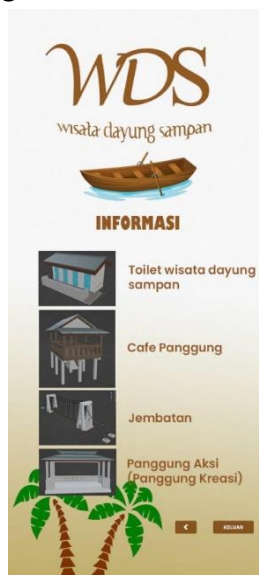 WDS
wisata dayung sampan
INFORMASI
Toilet wisata dayung
sampan
Cafe Panggung
Jembatan
Panggung Aksi
(Panggung Kreasi)
KELUAR